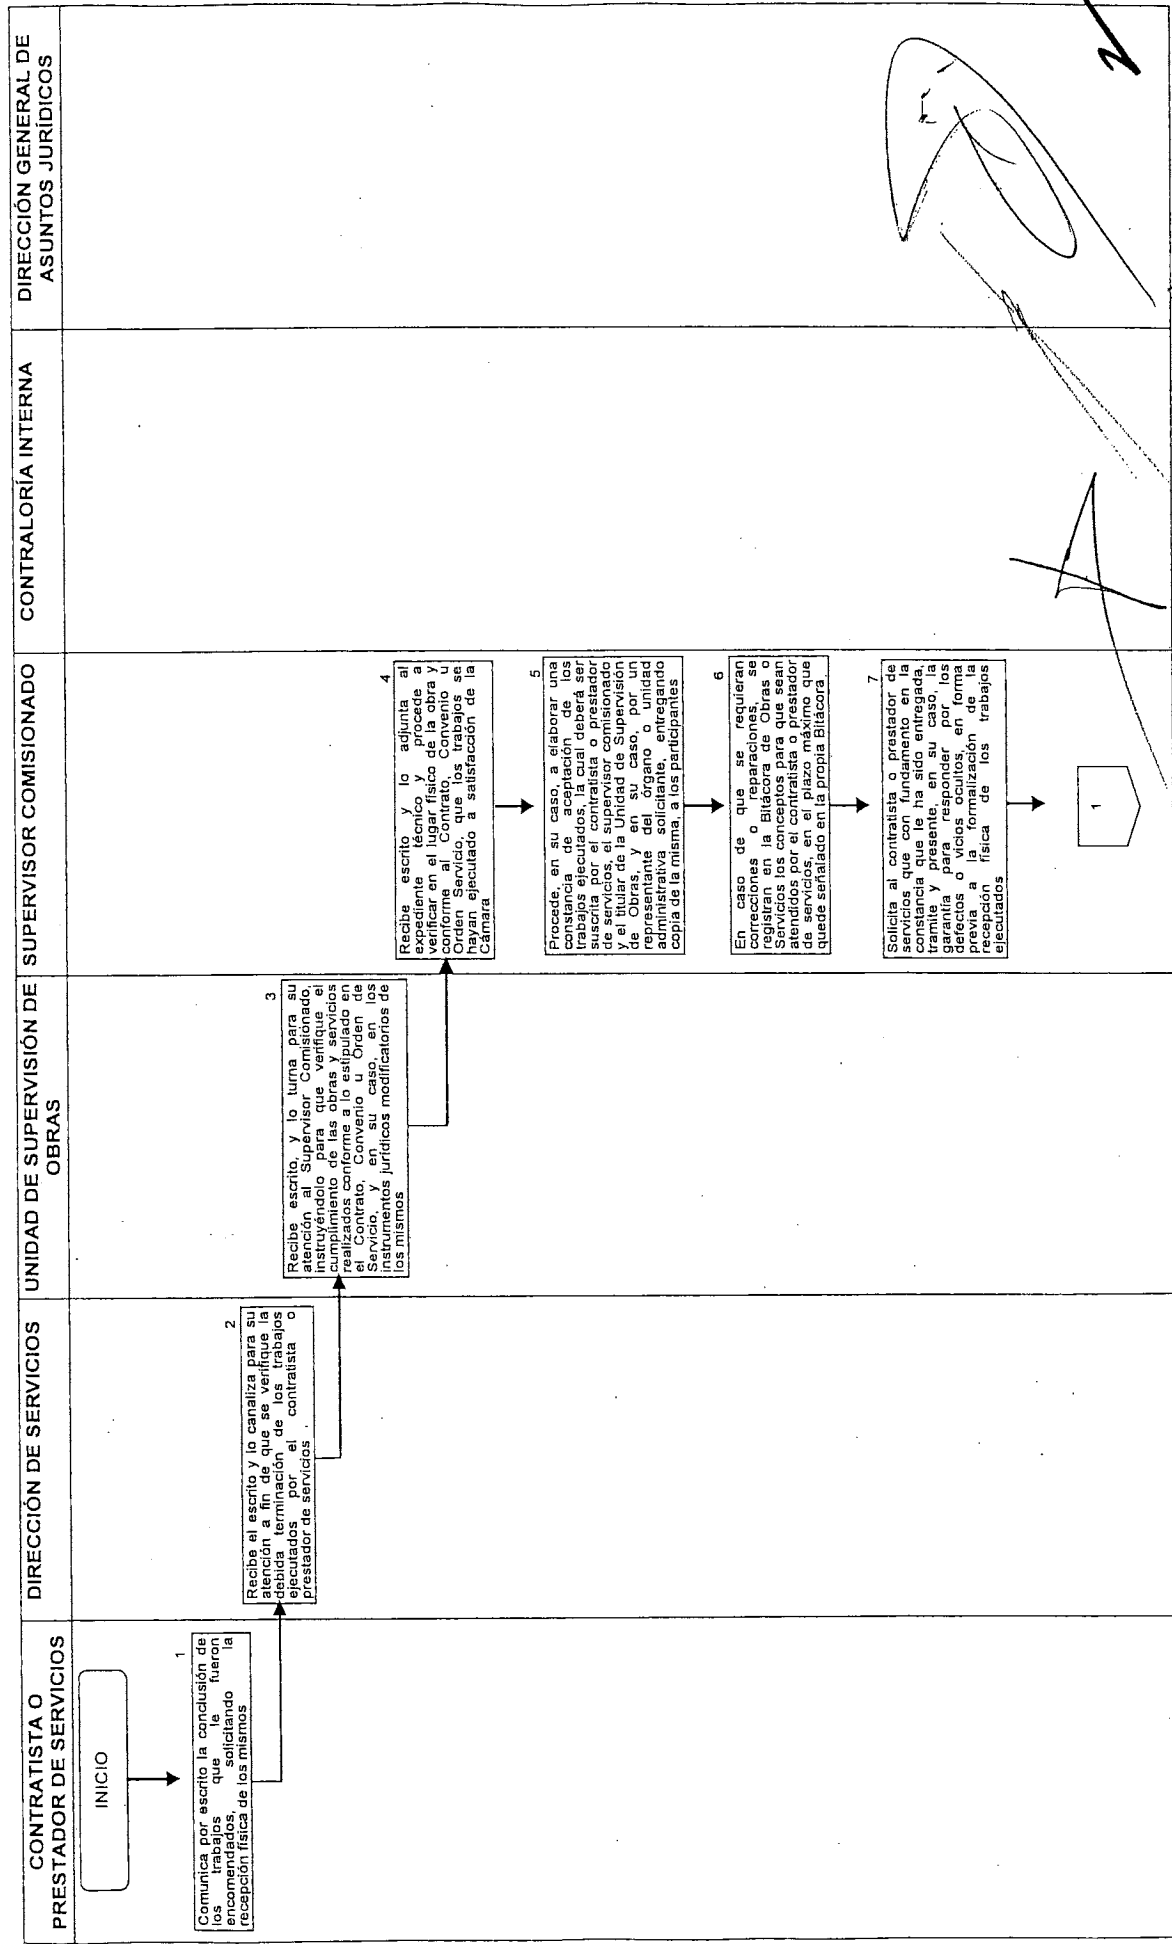 CONTRATISTA O
PRESTADOR DE SERVICIOS
DIRECCIÓN DE SERVICIOS
UNIDAD DE SUPERVISIÓN DE
OBRAS
SUPERVISOR COMISIONADO
CONTRALORÍA INTERNA
DIRECCIÓN GENERAL DE
ASUNTOS JURÍDICOS
INICIO
1
Comunica por escrito la conclusión de
los trabajos que le fueron
encomendados, solicitando la
recepción física de los mismos
2
Recibe el escrito y lo canaliza para su
atención a fin de que se verifique la
debida terminación de los trabajos
ejecutados por el contratista o
prestador de servicios .
3
Recibe escrito, y lo turna para su
atención al Supervisor Comisionado,
instruyéndolo para que verifique el
cumplimiento de las obras y servicios
realizados conforme a lo estipulado en
el Contrato, Convenio u Orden de
Servicio, y en su caso, en los
instrumentos jurídicos modificatorios de
los mismos
4
Recibe escrito y lo adjunta al
expediente técnico y procede a
verificar en el lugar físico de la obra y
conforme al Contrato, Convenio u
Orden Servicio, que los trabajos se
hayan ejecutado a satisfacción de la
Cámara
5
Procede, en su caso, a elaborar una
constancia de aceptación de los
trabajos ejecutados, la cual deberá ser
suscrita por el contratista o prestador
de servicios, el supervisor comisionado
y el titular de la Unidad de Supervisión
de Obras, y en su caso, por un
representante del órgano o unidad
administrativa solicitante, entregando
copia de la misma, a los participantes
6
En caso de que se requieran
correcciones o reparaciones, se
registran en la Bitácora de Obras o
Servicios los conceptos para que sean
atendidos por el contratista o prestador
de servicios, en el plazo máximo que
quede señalado en la propia Bitácora
7
Solicita al contratista o prestador de
servicios que con fundamento en la
constancia que le ha sido entregada,
tramite y presente, en su caso, la
garantía para responder por los
defectos o vicios ocultos, en forma
previa a la formalización de la
recepción física de los trabajos
ejecutados
1